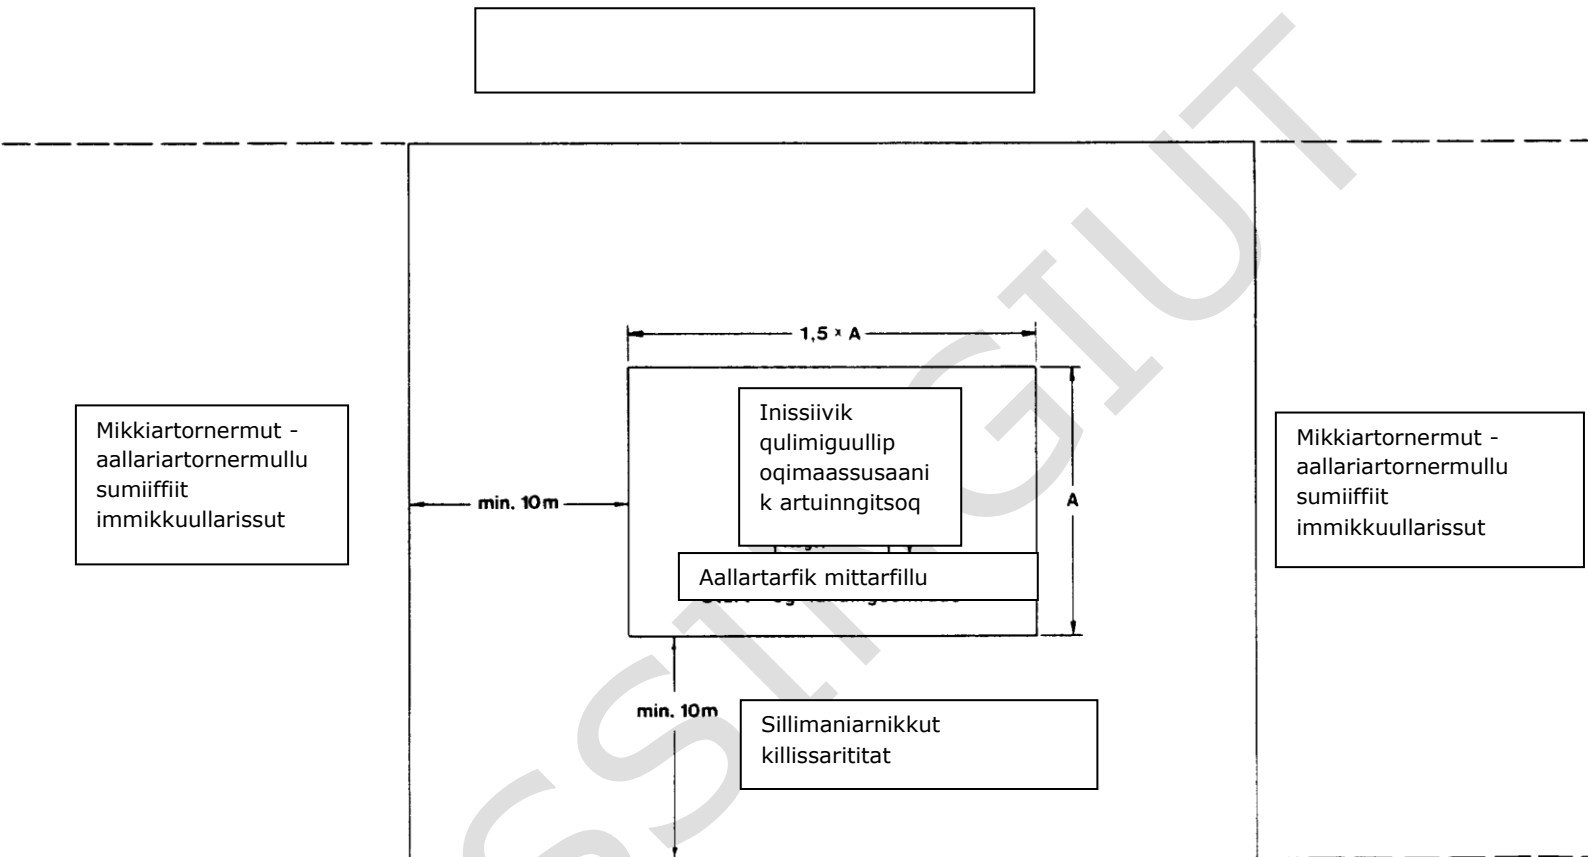 1,5 × A
Mikkiartornermut -
aallariartornermullu
sumiiffiit
immikkuullarissut
min. 10m
Inissiivik
qulimiguullip
oqimaassusaani
k artuinngitsoq
A
Mikkiartornermut -
aallariartornermullu
sumiiffiit
immikkuullarissut
Aallartarfik mittarfillu
min. 10m
Sillimaniarnikkut
killissarititat